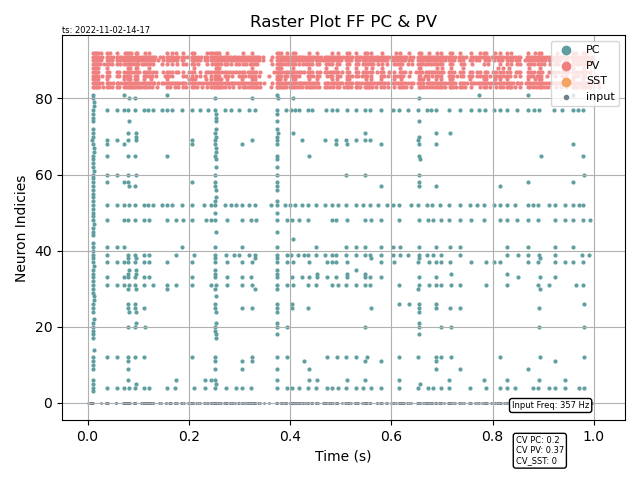 Raster Plot FF PC & PV
ts: 2022-11-02-14-17
PC
PV
SST
input
80
60
40
20
0
Neuron Indicies
0.0 0.2 0.4 0.6 0.8 1.0
Time (s)
Input Freq: 357 Hz
CV PC: 0.2
CV PV: 0.37
CV_SST: 0